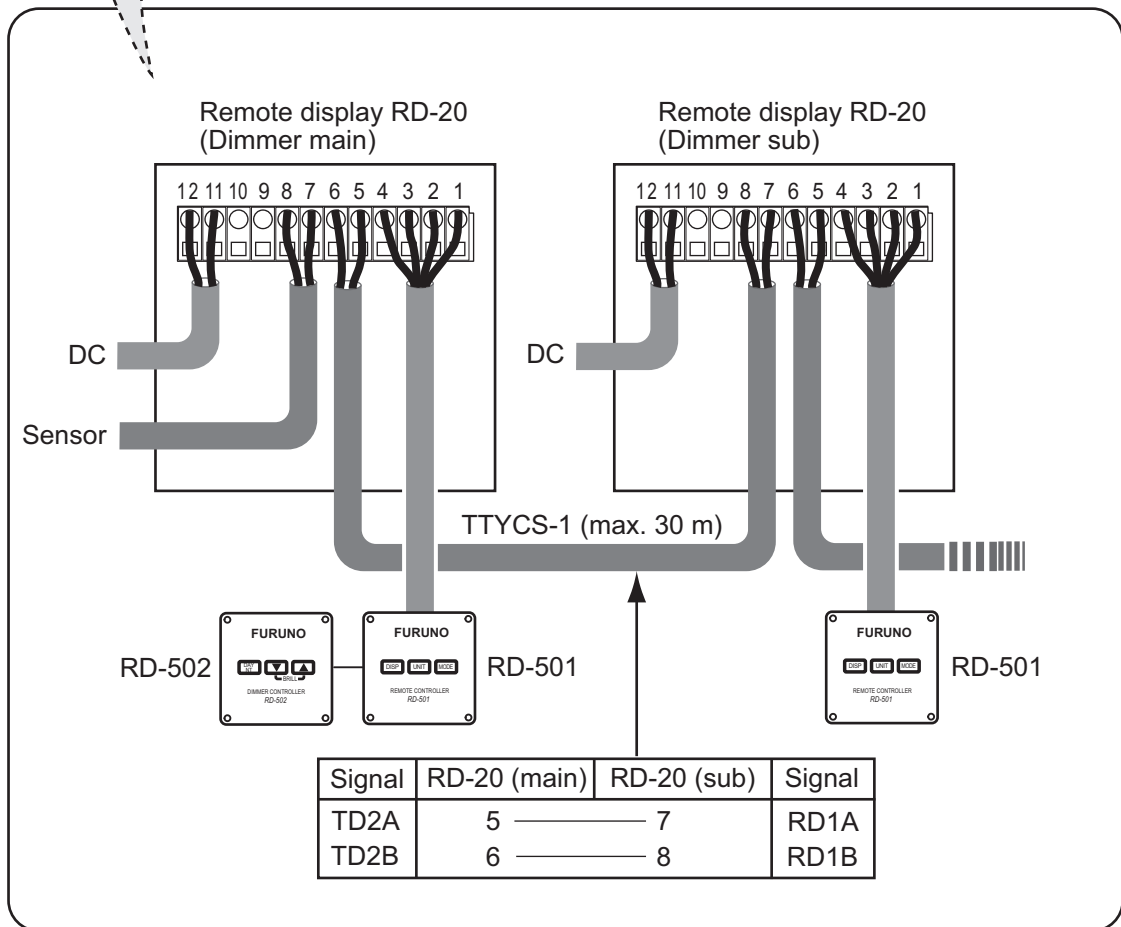 Remote display RD-20
(Dimmer main)
Remote display RD-20
(Dimmer sub)
12 11 10 9 8 7 6 5 4 3 2 1
12 11 10 9 8 7 6 5 4 3 2 1
DC
DC
Sensor
TTYCS-1 (max. 30 m)
RD-502
FURUNO
DAY NT
BRILL
DIMMER CONTROLLER
RD-502
FURUNO
DISP UNIT MODE
REMOTE CONTROLLER
RD-501
RD-501
FURUNO
DISP UNIT MODE
REMOTE CONTROLLER
RD-501
RD-501
Signal RD-20 (main) RD-20 (sub) Signal
TD2A 5 7 RD1A
TD2B 6 8 RD1B